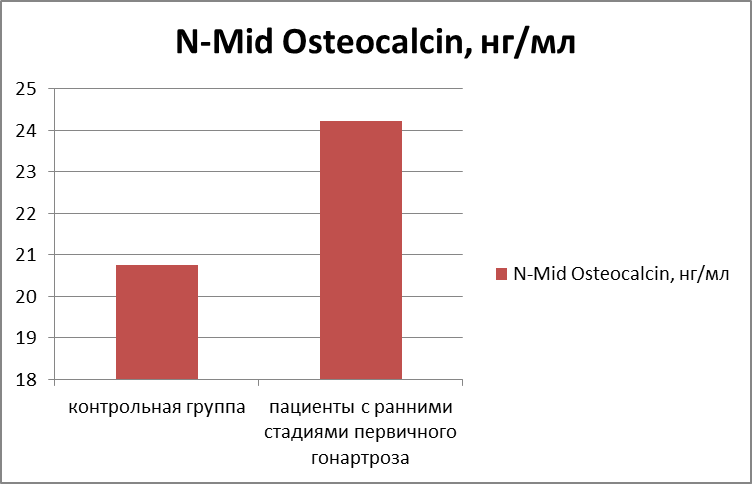 N-Mid Osteocalcin, нг/мл
25
24
23
22
21
20
19
18
контрольная группа
пациенты с ранними
стадиями первичного
гонартроза
N-Mid Osteocalcin, нг/мл